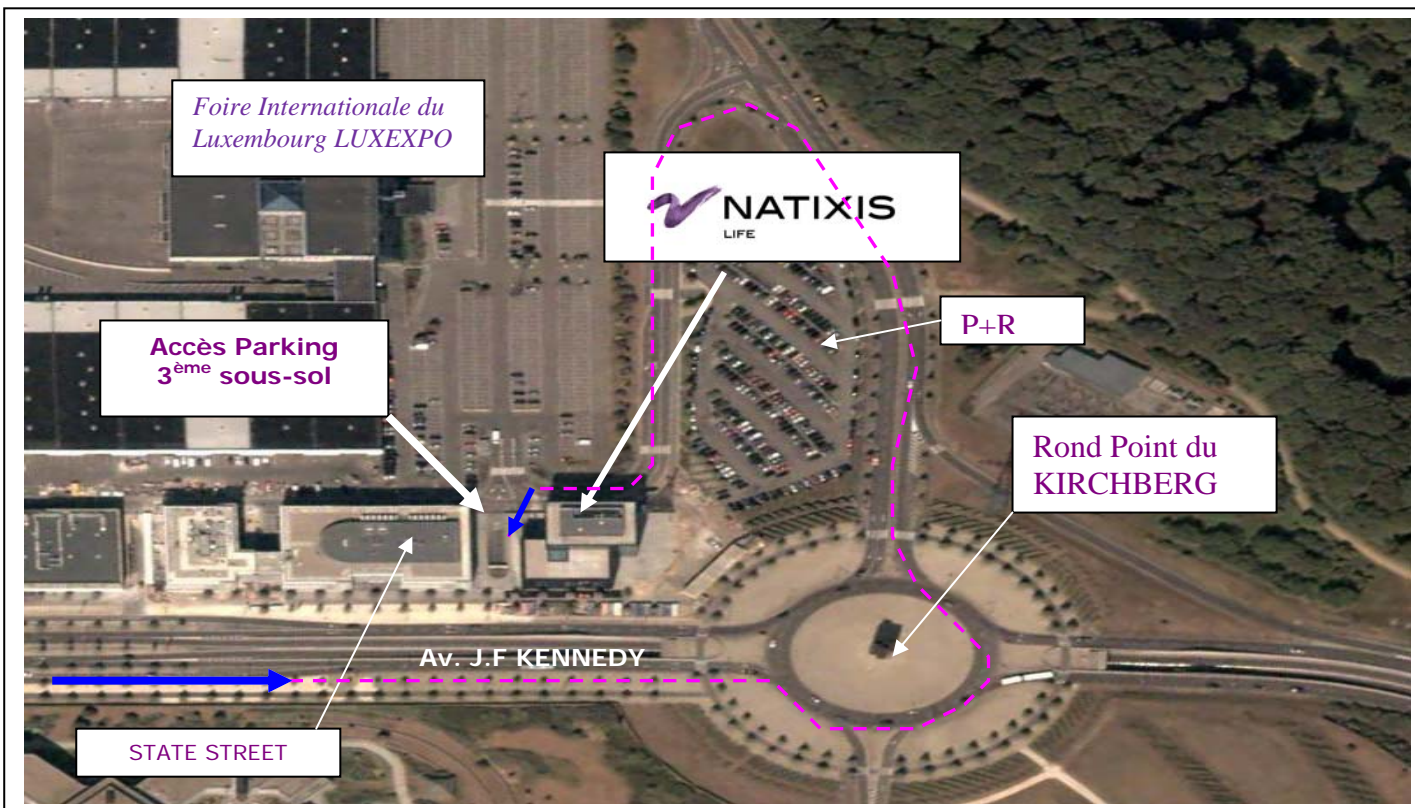 Foire Internationale du
Luxembourg LUXEXPO
NATIXIS
LIFE
P+R
Accès Parking
3ème sous-sol
Rond Point du
KIRCHBERG
Av. J.F KENNEDY
STATE STREET